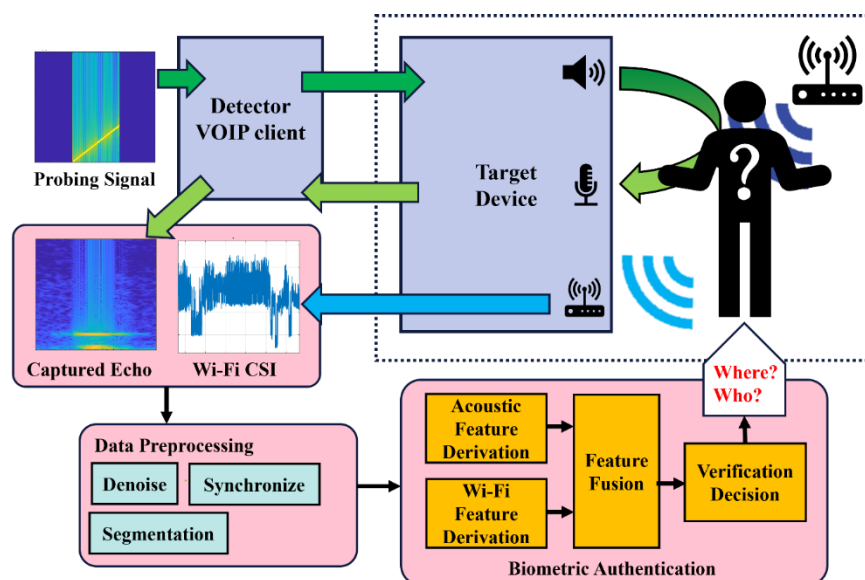 Detector
VOIP client
Probing Signal
Target
Device
?
Captured Echo
Wi-Fi CSI
Where?
Who?
Data Preprocessing
Denoise
Synchronize
Segmentation
Acoustic
Feature
Derivation
Wi-Fi
Feature
Derivation
Feature
Fusion
Verification
Decision
Biometric Authentication